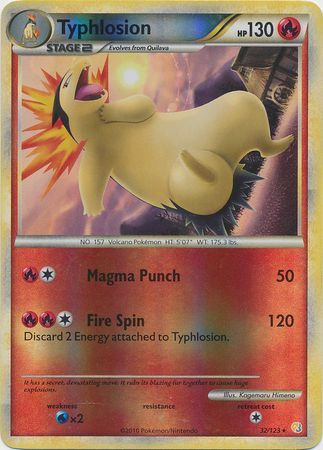 Typhlosion
HP 130
STAGE 2
Evolves from Quilava
NO. 157 Volcano Pokémon HT: 5'07" WT: 175.3 lbs.
Magma Punch 50
Fire Spin 120
Discard 2 Energy attached to Typhlosion.
It has a secret, devastating move. It rubs its blazing fur together to cause huge
explosions.
Illus. Kagemaru Himeno
weakness resistance retreat cost
×2
©2010 Pokémon/Nintendo
32/123 ★